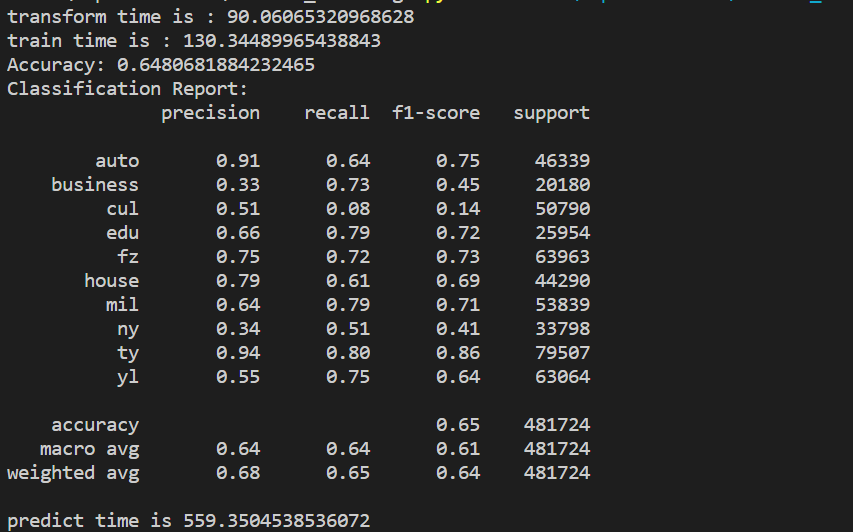 transform time is : 90.06065320968628
train time is : 130.34489965438843
Accuracy: 0.6480681884232465
Classification Report:
precision recall f1-score support
auto 0.91 0.64 0.75 46339
business 0.33 0.73 0.45 20180
cul 0.51 0.08 0.14 50790
edu 0.66 0.79 0.72 25954
fz 0.75 0.72 0.73 63963
house 0.79 0.61 0.69 44290
mil 0.64 0.79 0.71 53839
ny 0.34 0.51 0.41 33798
ty 0.94 0.80 0.86 79507
yl 0.55 0.75 0.64 63064
accuracy 0.65 481724
macro avg 0.64 0.64 0.61 481724
weighted avg 0.68 0.65 0.64 481724
predict time is 559.3504538536072